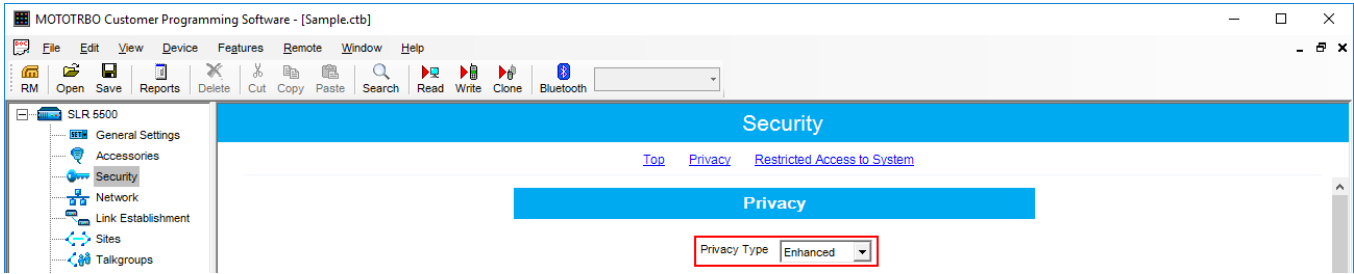 MOTOTRBO Customer Programming Software - [Sample.ctb]
File Edit View Device Features Remote Window Help
RM Open Save Reports Delete Cut Copy Paste Search Read Write Clone Bluetooth
SLR 5500
General Settings
Accessories
Security
Network
Link Establishment
Sites
Talkgroups
Security
Top Privacy Restricted Access to System
Privacy
Privacy Type Enhanced